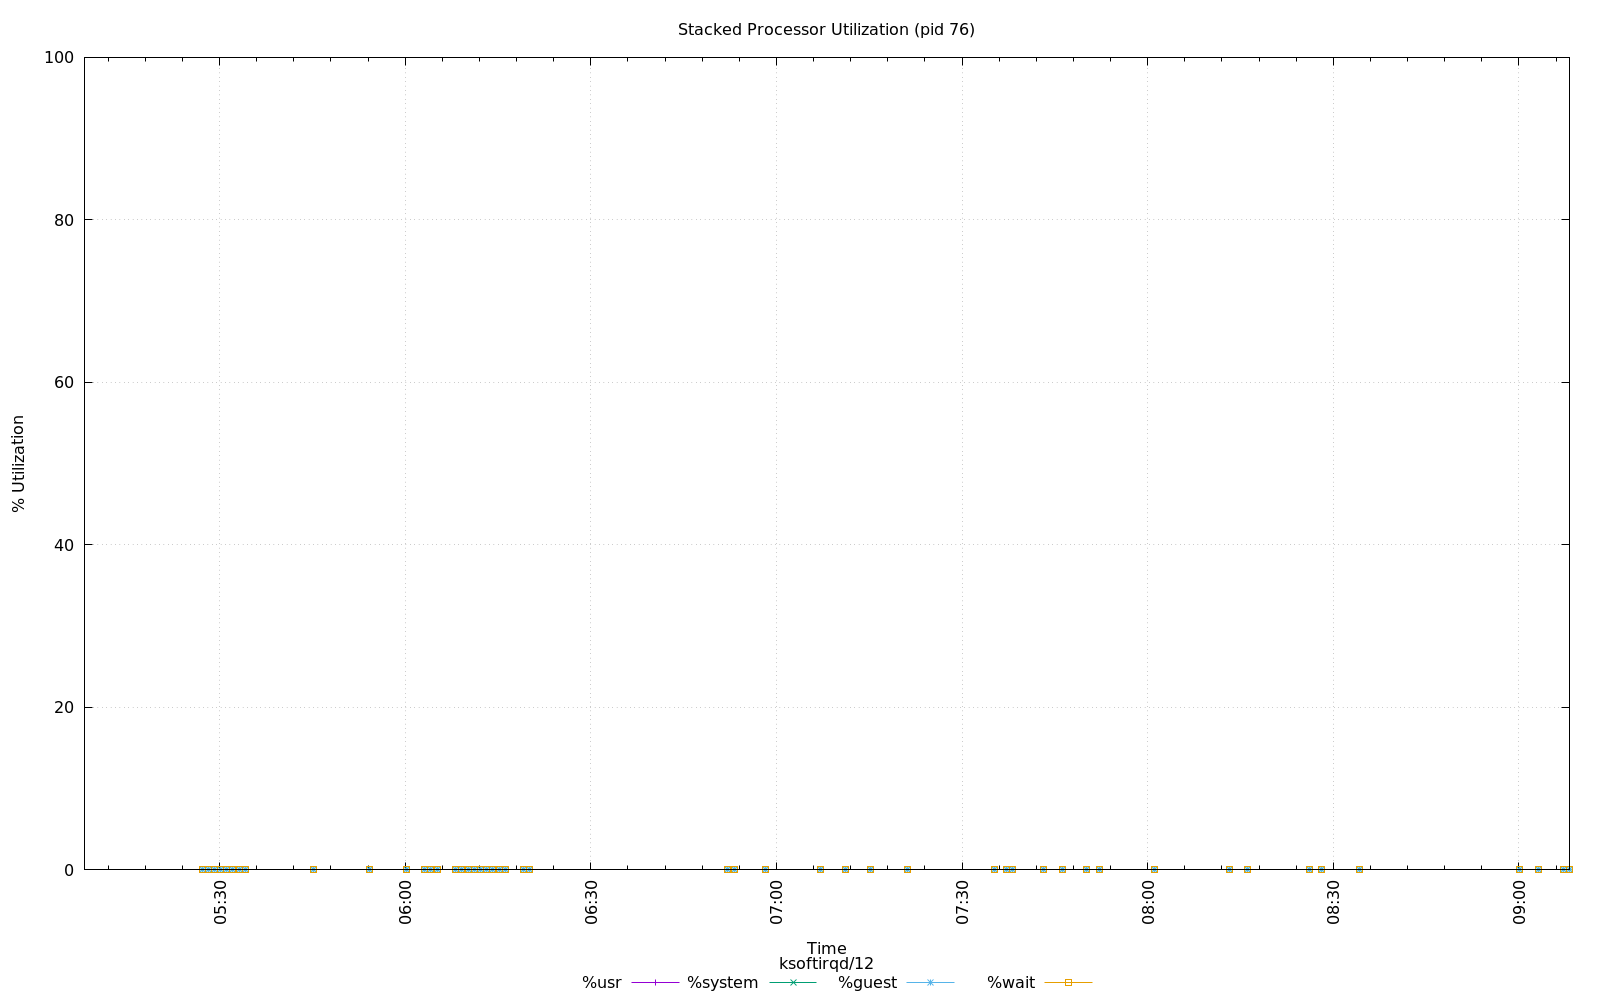 Stacked Processor Utilization (pid 76)
100
80
60
40
20
0
% Utilization
05:30 06:00 06:30 07:00 07:30 08:00 08:30 09:00
Time
ksoftirqd/12
%usr %system %guest %wait